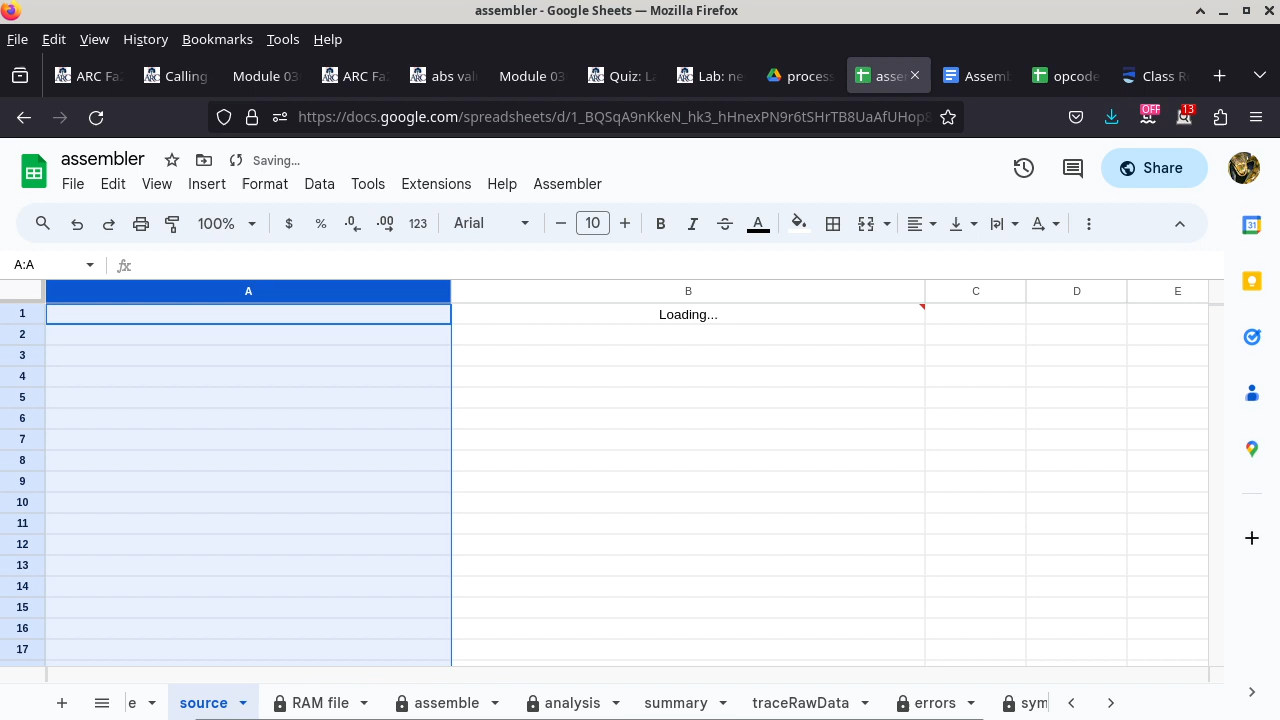 assembler - Google Sheets — Mozilla Firefox
File Edit View History Bookmarks Tools Help
ARC Fa Calling Module 03 ARC Fa abs val Module 03 Quiz: L Lab: ne process asse Assemb opcode Class R
https://docs.google.com/spreadsheets/d/1_BQSqA9nKkeN_hk3_hHnexPN9r6tSHrTB8UaAfUHop8 OFF 13
assembler Saving... Share
File Edit View Insert Format Data Tools Extensions Help Assembler
100% $ % .0 .00 123 Arial 10 B I S A A
A:A fx
A B C D E
1 Loading...
2
3
4
5
6
7
8
9
10
11
12
13
14
15
16
17
e source RAM file assemble analysis summary traceRawData errors sym